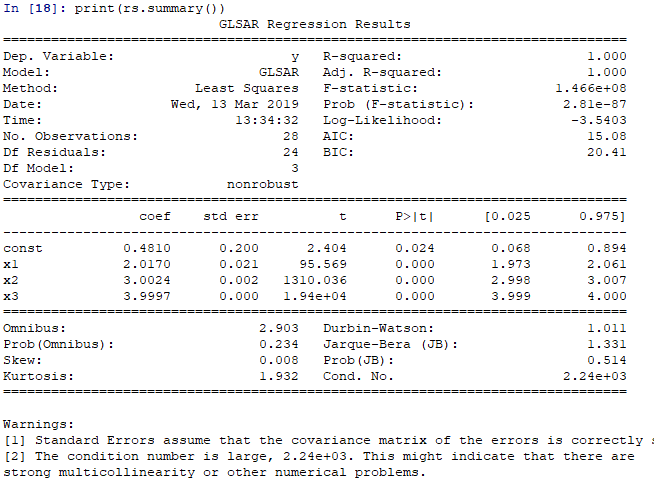 In [18]: print(rs.summary())
GLSAR Regression Results
==============================================================================
Dep. Variable: y R-squared: 1.000
Model: GLSAR Adj. R-squared: 1.000
Method: Least Squares F-statistic: 1.466e+08
Date: Wed, 13 Mar 2019 Prob (F-statistic): 2.81e-87
Time: 13:34:32 Log-Likelihood: -3.5403
No. Observations: 28 AIC: 15.08
Df Residuals: 24 BIC: 20.41
Df Model: 3
Covariance Type: nonrobust
==============================================================================
coef std err t P>|t| [0.025 0.975]
------------------------------------------------------------------------------
const 0.4810 0.200 2.404 0.024 0.068 0.894
x1 2.0170 0.021 95.569 0.000 1.973 2.061
x2 3.0024 0.002 1310.036 0.000 2.998 3.007
x3 3.9997 0.000 1.94e+04 0.000 3.999 4.000
==============================================================================
Omnibus: 2.903 Durbin-Watson: 1.011
Prob(Omnibus): 0.234 Jarque-Bera (JB): 1.331
Skew: 0.008 Prob(JB): 0.514
Kurtosis: 1.932 Cond. No. 2.24e+03
==============================================================================
Warnings:
[1] Standard Errors assume that the covariance matrix of the errors is correctly
[2] The condition number is large, 2.24e+03. This might indicate that there are
strong multicollinearity or other numerical problems.